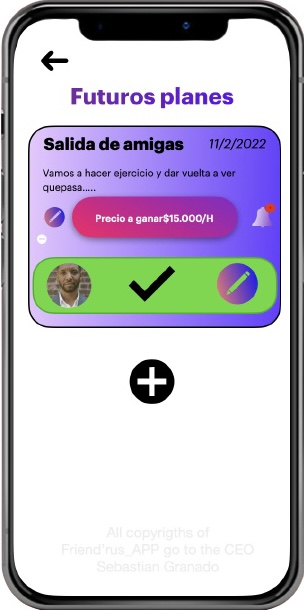 Futuros planes
Salida de amigas 11/2/2022
Vamos a hacer ejercicio y dar vuelta a ver
quepasa.....
Precio a ganar$15.000/H
All copyrigths of
Friend'rus_APP go to the CEO
Sebastian Granado